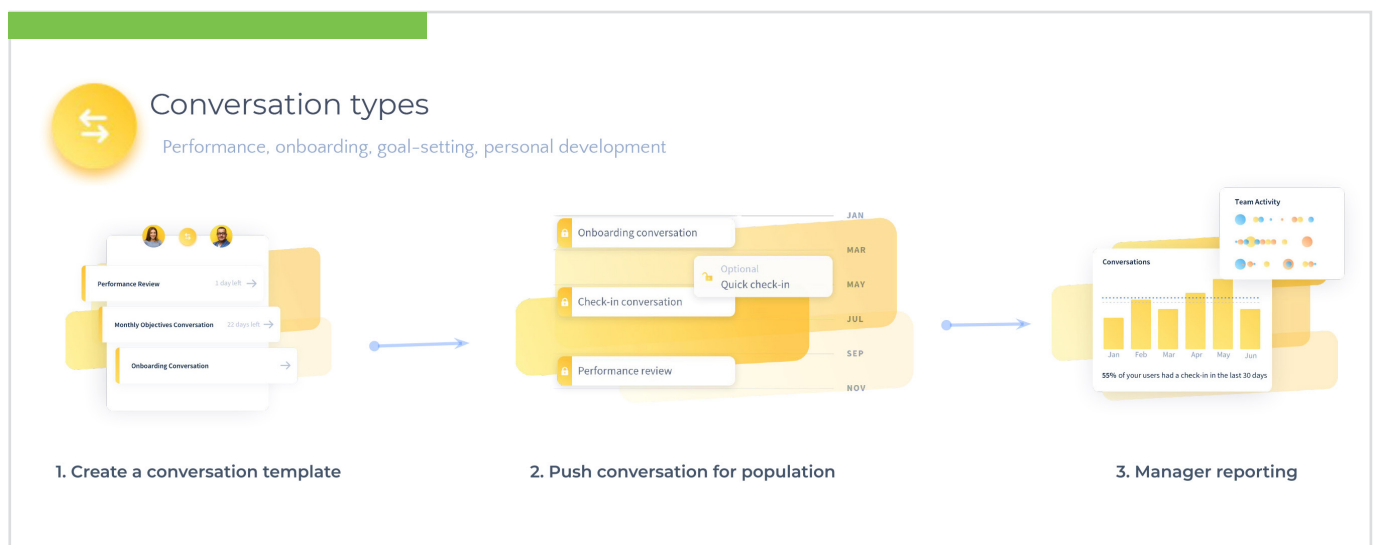 Conversation types
Performance, onboarding, goal-setting, personal development
Performance Review
1 day left
Monthly Objectives Conversation
22 days left
Onboarding Conversation
1. Create a conversation template
JAN
Onboarding conversation
MAR
Optional
Quick check-in
MAY
Check-in conversation
JUL
SEP
Performance review
NOV
2. Push conversation for population
Team Activity
Conversations
Jan Feb Mar Apr May Jun
55% of your users had a check-in in the last 30 days
3. Manager reporting